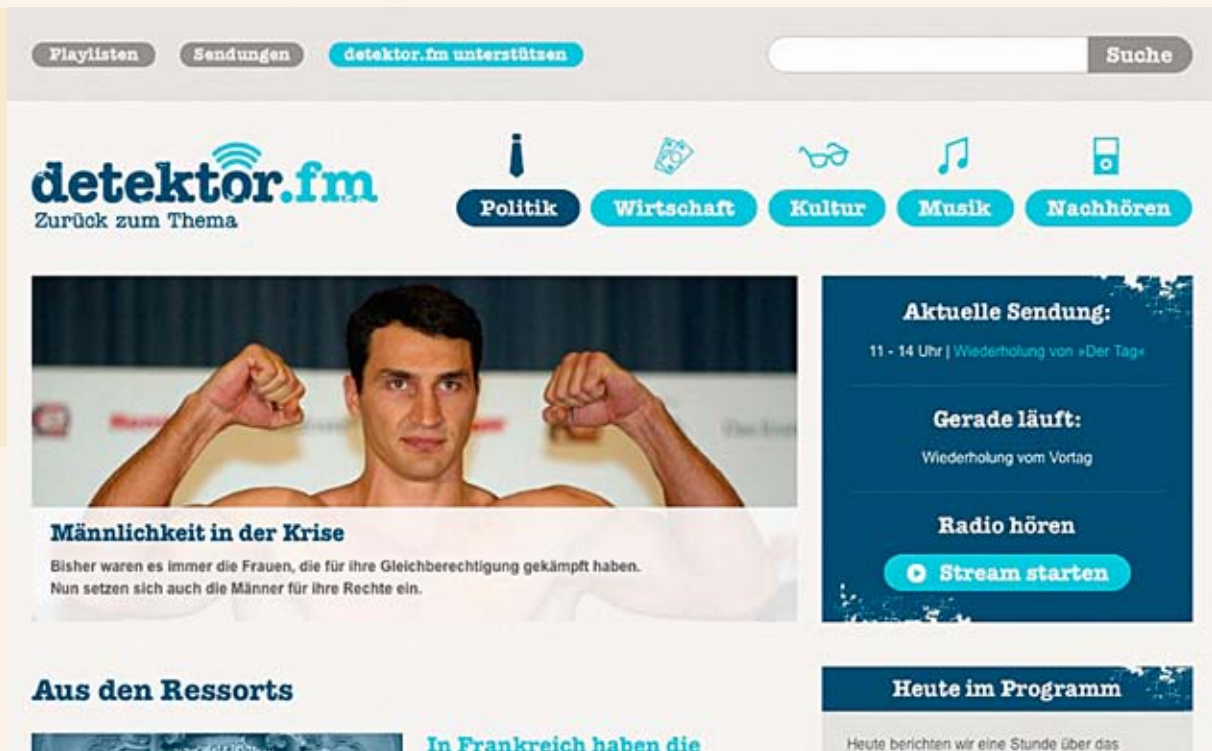 Playlisten
Sendungen
detektor.fm unterstützen
Suche
detektor.fm
Zurück zum Thema
Politik
Wirtschaft
Kultur
Musik
Nachhören
Männlichkeit in der Krise
Bisher waren es immer die Frauen, die für ihre Gleichberechtigung gekämpft haben.
Nun setzen sich auch die Männer für ihre Rechte ein.
Aktuelle Sendung:
11 - 14 Uhr | Wiederholung von »Der Tag«
Gerade läuft:
Wiederholung vom Vortag
Radio hören
Stream starten
Aus den Ressorts
In Frankreich haben die
Heute im Programm
Heute berichten wir eine Stunde über das